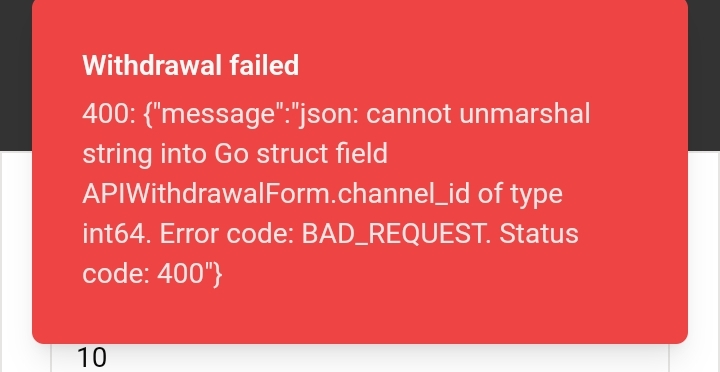 Withdrawal failed
400: {"message":"json: cannot unmarshal
string into Go struct field
APIWithdrawalForm.channel_id of type
int64. Error code: BAD_REQUEST. Status
code: 400"}
10